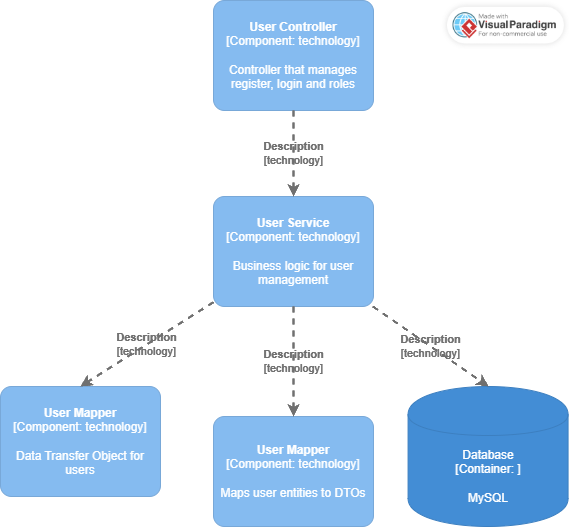 Made with
Visual Paradigm
For non-commercial use
User Controller
[Component: technology]
Controller that manages
register, login and roles
Description
[technology]
User Service
[Component: technology]
Business logic for user
management
Description
[technology]
Description
[technology]
Description
[technology]
User Mapper
[Component: technology]
Data Transfer Object for
users
User Mapper
[Component: technology]
Maps user entities to DTOs
Database
[Container: ]
MySQL